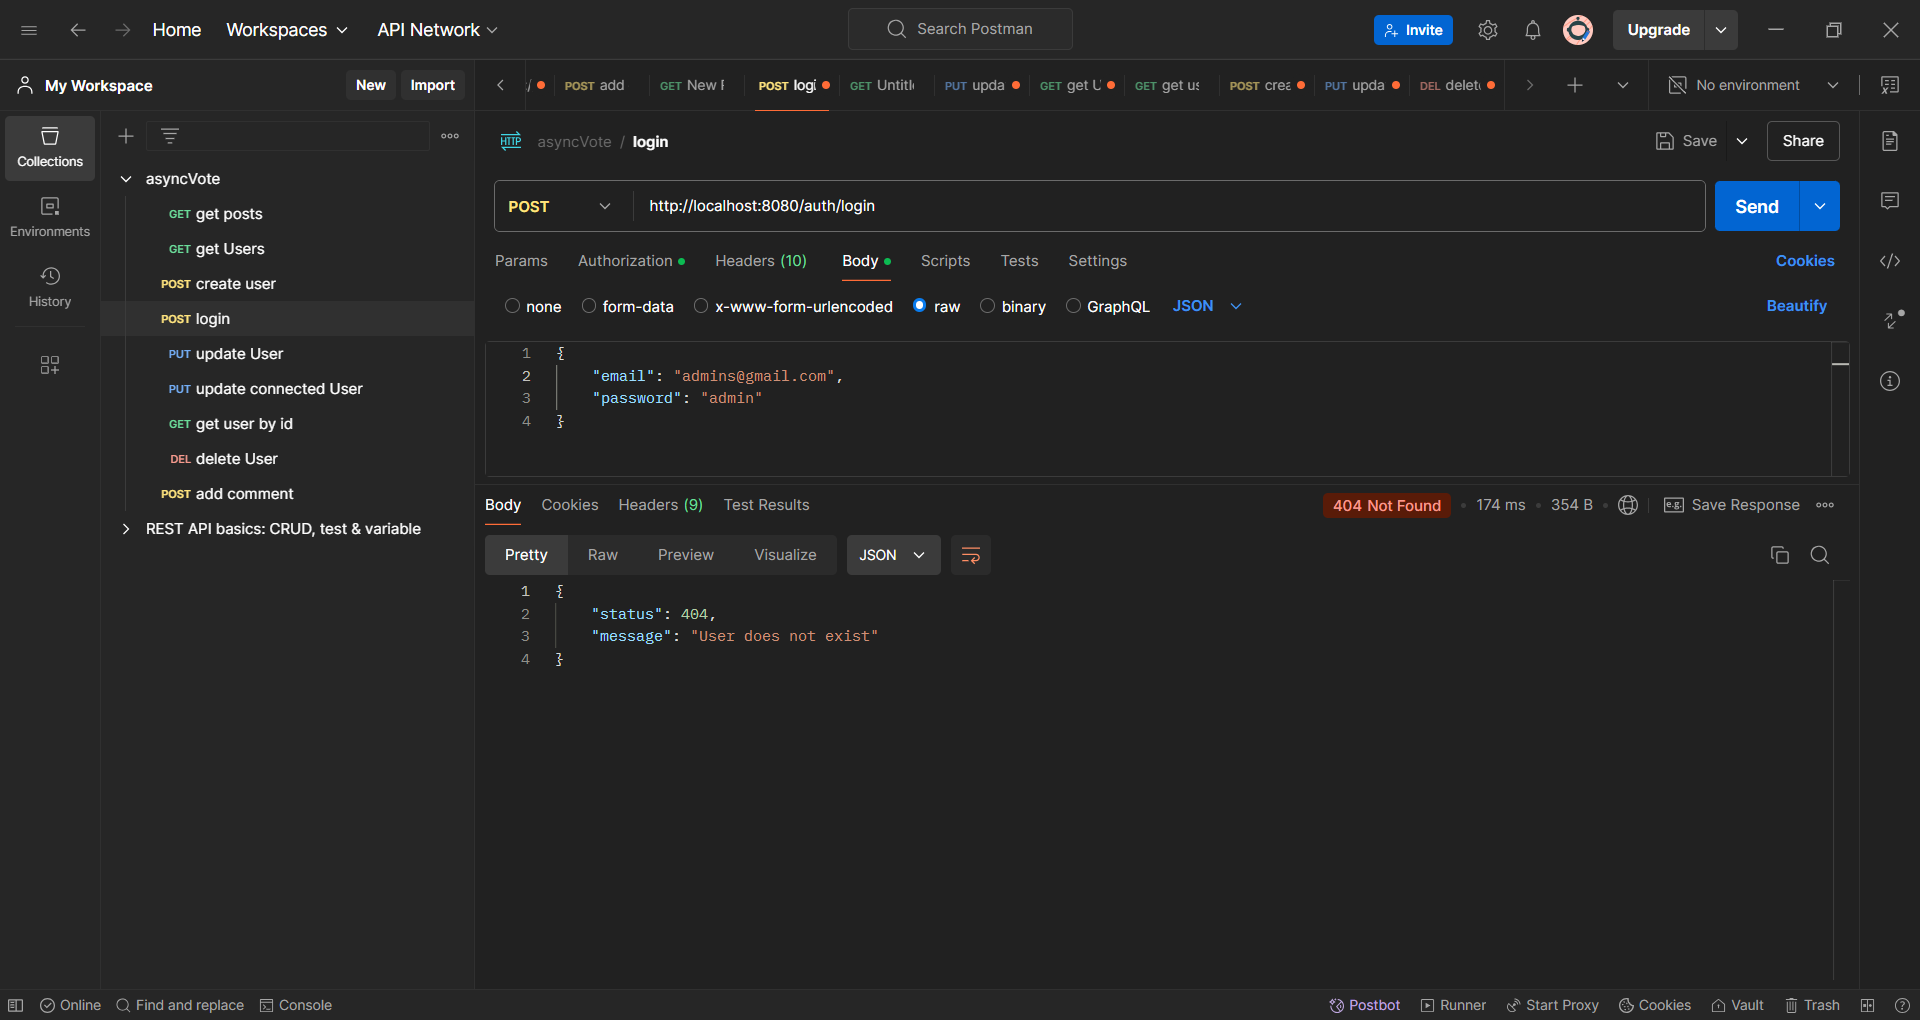 Home Workspaces API Network Search Postman Invite Upgrade
My Workspace New Import
POST add GET New POST logi GET Untitl PUT upda GET get U GET get us POST crea PUT upda DEL delet No environment
Collections
Environments
History
asyncVote
GET get posts
GET get Users
POST create user
POST login
PUT update User
PUT update connected User
GET get user by id
DEL delete User
POST add comment
REST API basics: CRUD, test & variable
HTTP asyncVote / login Save Share
POST http://localhost:8080/auth/login Send
Params Authorization Headers (10) Body Scripts Tests Settings Cookies
none form-data x-www-form-urlencoded raw binary GraphQL JSON Beautify
1 {
2 "email": "admins@gmail.com",
3 "password": "admin"
4 }
Body Cookies Headers (9) Test Results 404 Not Found 174 ms 354 B e.g. Save Response
Pretty Raw Preview Visualize JSON
1 {
2 "status": 404,
3 "message": "User does not exist"
4 }
Online Find and replace Console Postbot Runner Start Proxy Cookies Vault Trash